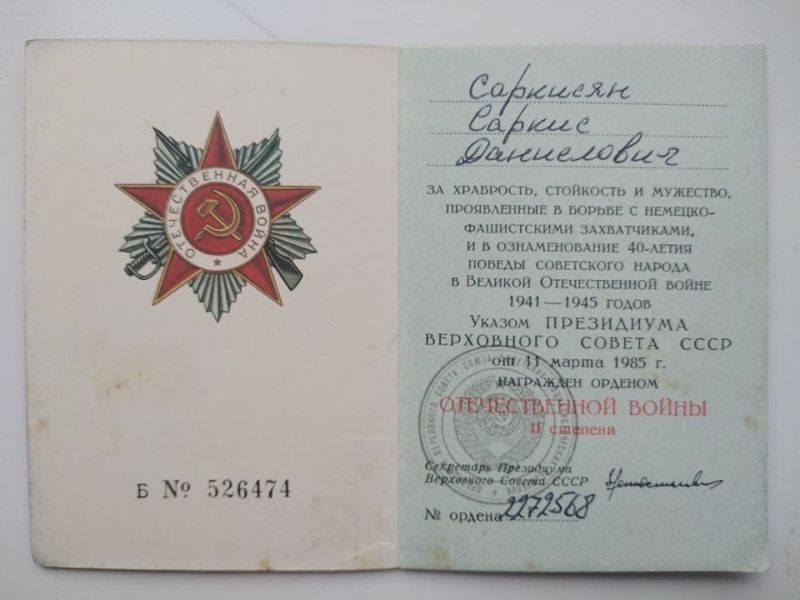 ОТЕЧЕСТВЕННАЯ ВОЙНА
Б № 526474
Саркисян
Саркис
Даниелович
ЗА ХРАБРОСТЬ, СТОЙКОСТЬ И МУЖЕСТВО,
ПРОЯВЛЕННЫЕ В БОРЬБЕ С НЕМЕЦКО-
ФАШИСТСКИМИ ЗАХВАТЧИКАМИ,
И В ОЗНАМЕНОВАНИЕ 40-ЛЕТИЯ
ПОБЕДЫ СОВЕТСКОГО НАРОДА
В ВЕЛИКОЙ ОТЕЧЕСТВЕННОЙ ВОЙНЕ
1941—1945 ГОДОВ
УКАЗОМ ПРЕЗИДИУМА
ВЕРХОВНОГО СОВЕТА СССР
от 11 марта 1985 г.
НАГРАЖДЕН ОРДЕНОМ
ОТЕЧЕСТВЕННОЙ ВОЙНЫ
II степени
Секретарь Президиума
Верховного Совета СССР
№ ордена 2272568